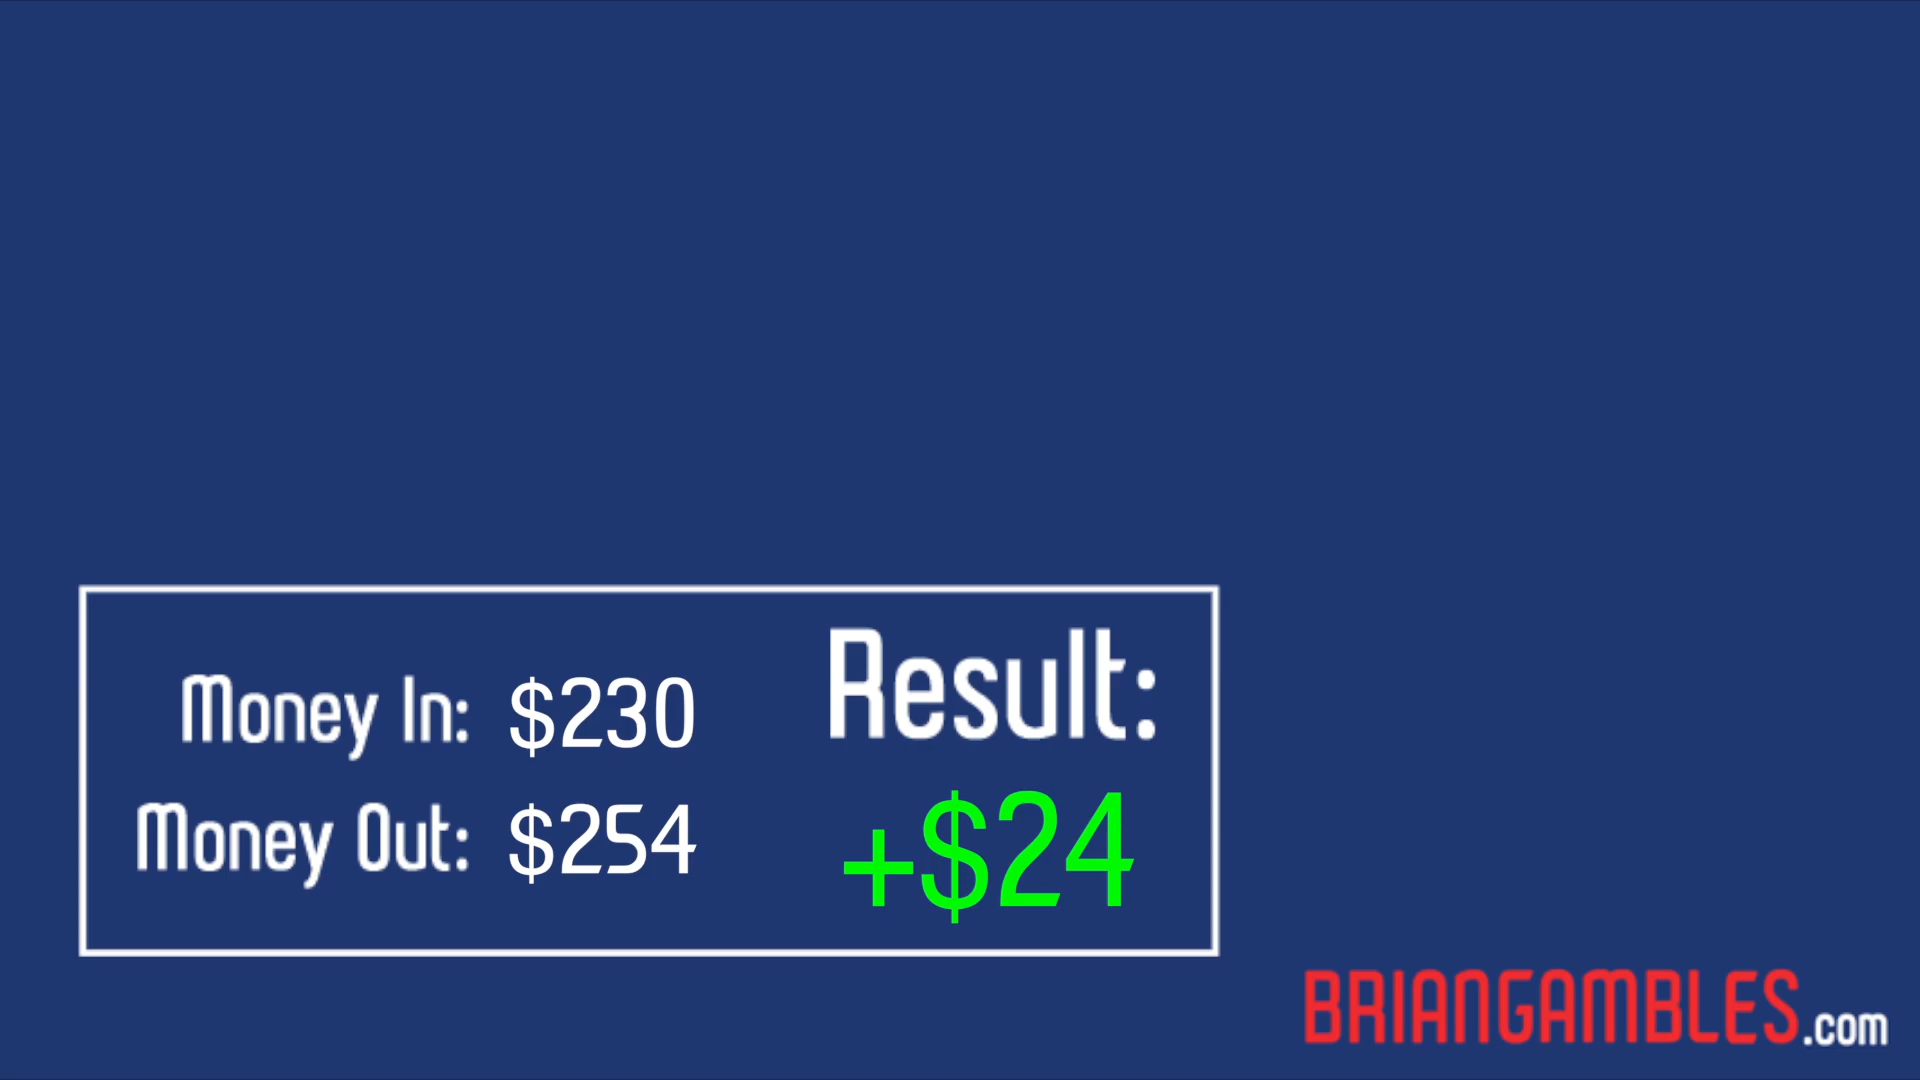 Money In: $230
Money Out: $254
Result:
+$24
BRIANGAMBLES.com